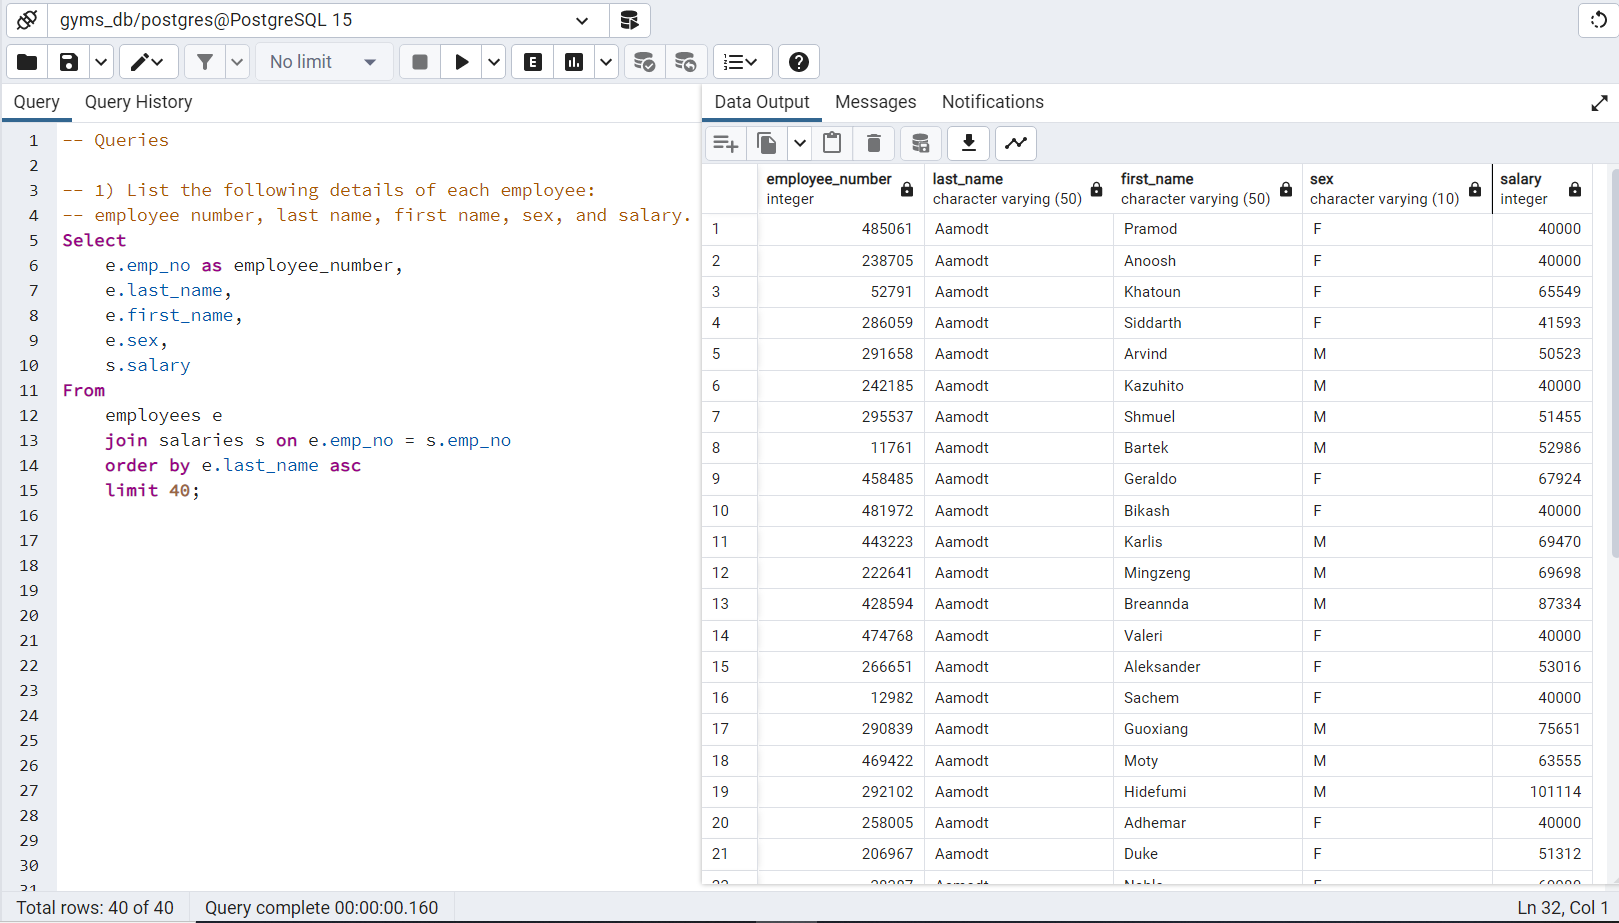 gyms_db/postgres@PostgreSQL 15
No limit
E
Query Query History
1 -- Queries
2
3 -- 1) List the following details of each employee:
4 -- employee number, last name, first name, sex, and salary.
5 Select
6 e.emp_no as employee_number,
7 e.last_name,
8 e.first_name,
9 e.sex,
10 s.salary
11 From
12 employees e
13 join salaries s on e.emp_no = s.emp_no
14 order by e.last_name asc
15 limit 40;
16
17
18
19
20
21
22
23
24
25
26
27
28
29
30
31
Data Output Messages Notifications
employee_number last_name first_name sex salary
integer character varying (50) character varying (50) character varying (10) integer
1 485061 Aamodt Pramod F 40000
2 238705 Aamodt Anoosh F 40000
3 52791 Aamodt Khatoun F 65549
4 286059 Aamodt Siddarth F 41593
5 291658 Aamodt Arvind M 50523
6 242185 Aamodt Kazuhito M 40000
7 295537 Aamodt Shmuel M 51455
8 11761 Aamodt Bartek M 52986
9 458485 Aamodt Geraldo F 67924
10 481972 Aamodt Bikash F 40000
11 443223 Aamodt Karlis M 69470
12 222641 Aamodt Mingzeng M 69698
13 428594 Aamodt Breannda M 87334
14 474768 Aamodt Valeri F 40000
15 266651 Aamodt Aleksander F 53016
16 12982 Aamodt Sachem F 40000
17 290839 Aamodt Guoxiang M 75651
18 469422 Aamodt Moty M 63555
19 292102 Aamodt Hidefumi M 101114
20 258005 Aamodt Adhemar F 40000
21 206967 Aamodt Duke F 51312
Total rows: 40 of 40 Query complete 00:00:00.160 Ln 32, Col 1